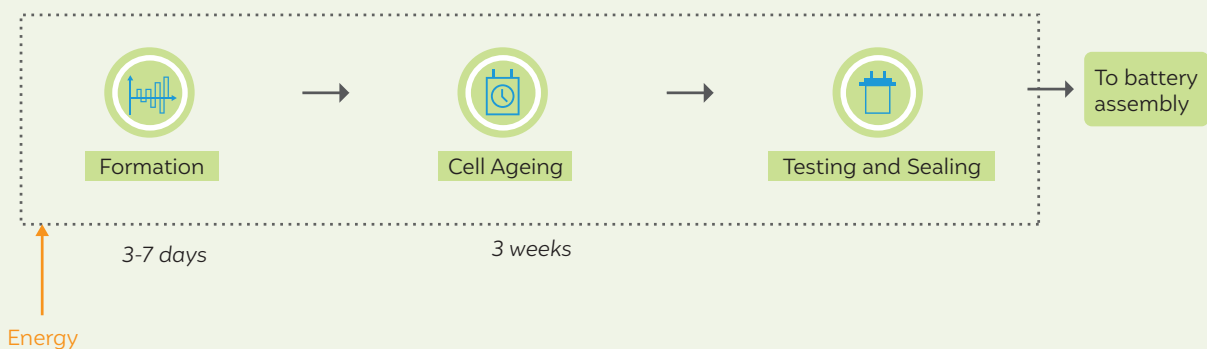 Formation
Cell Ageing
Testing and Sealing
To battery
assembly
3-7 days
3 weeks
Energy